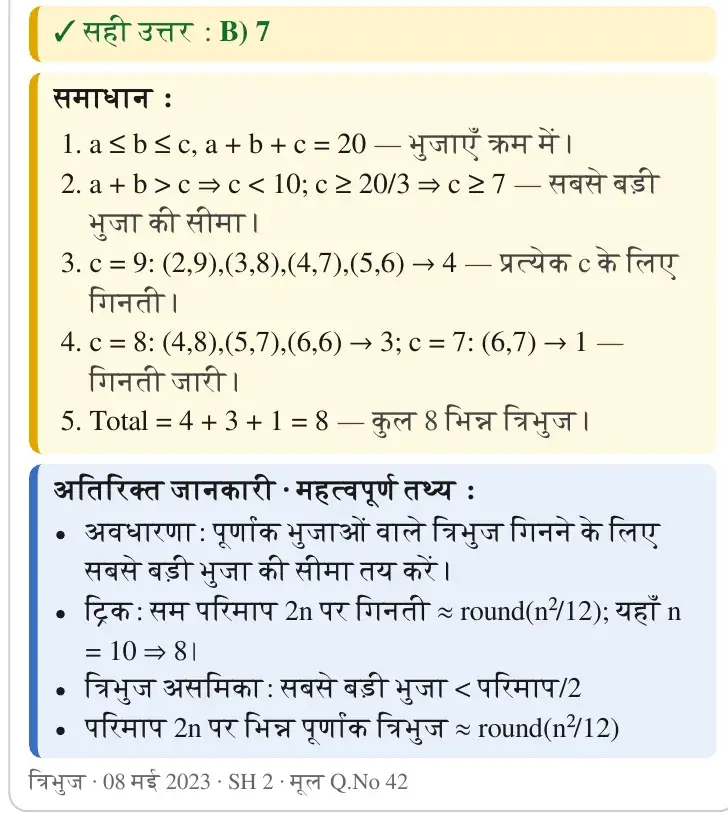 ✓ सही उत्तर : B) 7
समाधान :
1. a ≤ b ≤ c, a + b + c = 20 — भुजाएँ क्रम में।
2. a + b > c ⇒ c < 10; c ≥ 20/3 ⇒ c ≥ 7 — सबसे बड़ी
भुजा की सीमा।
3. c = 9: (2,9),(3,8),(4,7),(5,6) → 4 — प्रत्येक c के लिए
गिनती।
4. c = 8: (4,8),(5,7),(6,6) → 3; c = 7: (6,7) → 1 —
गिनती जारी।
5. Total = 4 + 3 + 1 = 8 — कुल 8 भिन्न त्रिभुज।
अतिरिक्त जानकारी · महत्वपूर्ण तथ्य :
• अवधारणा : पूर्णांक भुजाओं वाले त्रिभुज गिनने के लिए
सबसे बड़ी भुजा की सीमा तय करें।
• ट्रिक : सम परिमाप 2n पर गिनती ≈ round(n²/12); यहाँ n
= 10 ⇒ 8।
• त्रिभुज असमिका : सबसे बड़ी भुजा < परिमाप/2
• परिमाप 2n पर भिन्न पूर्णांक त्रिभुज ≈ round(n²/12)
त्रिभुज · 08 मई 2023 · SH 2 · मूल Q.No 42